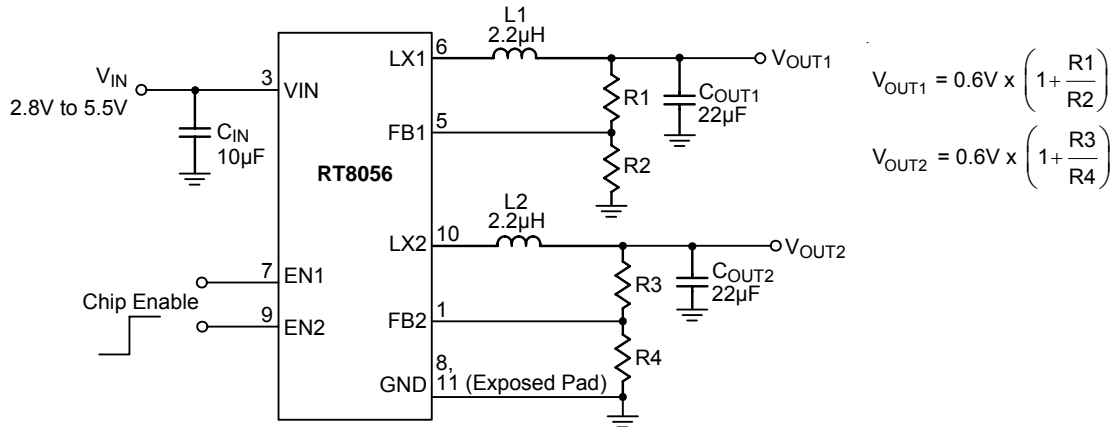 L1
2.2µH
6
LX1
VOUT1
VIN
2.8V to 5.5V
3
VIN
CIN
10µF
R1
COUT1
22µF
FB1
5
R2
RT8056
L2
2.2µH
LX2
10
VOUT2
7
EN1
Chip Enable
9
EN2
R3
COUT2
22µF
FB2
1
R4
8,
GND
11 (Exposed Pad)
VOUT1 = 0.6V x (1+R1/R2)
VOUT2 = 0.6V x (1+R3/R4)